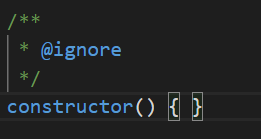 /**
 * @ignore
 */
constructor() { }